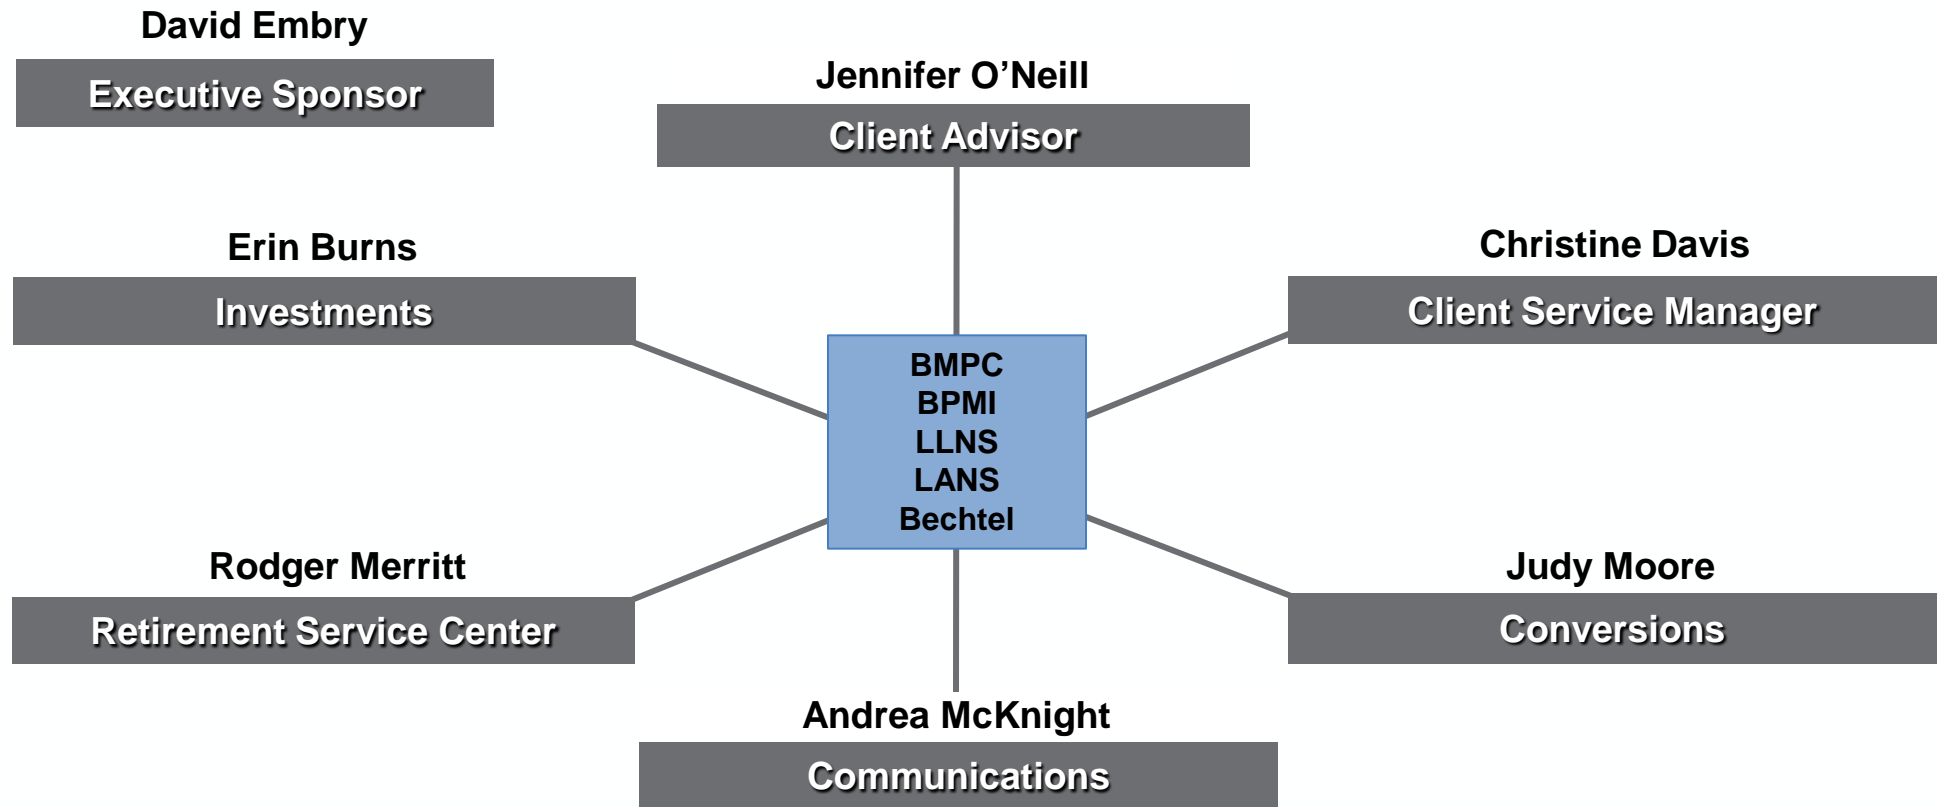 David Embry
Executive Sponsor
Jennifer O’Neill
Client Advisor
Erin Burns
Investments
Christine Davis
Client Service Manager
BMPC
BPMI
LLNS
LANS
Bechtel
Rodger Merritt
Retirement Service Center
Judy Moore
Conversions
Andrea McKnight
Communications